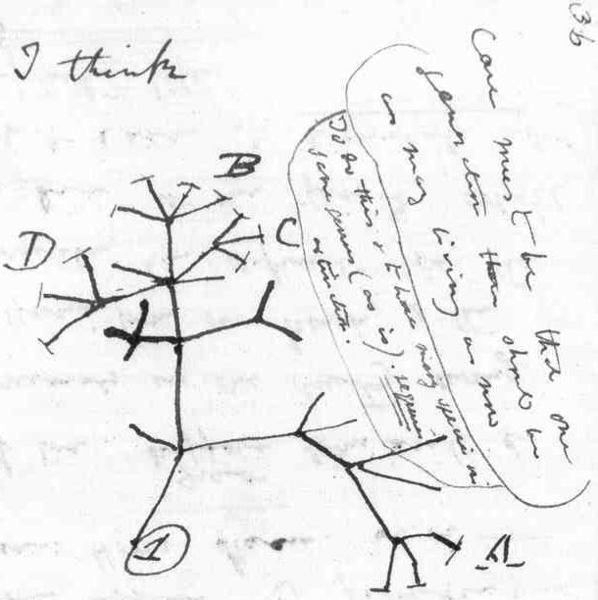 36
I think
Case must be that one
generation then should be
as many living as now
To do this & to have many species in
same genus (as is). requires
extinction.
B
C
D
A
1